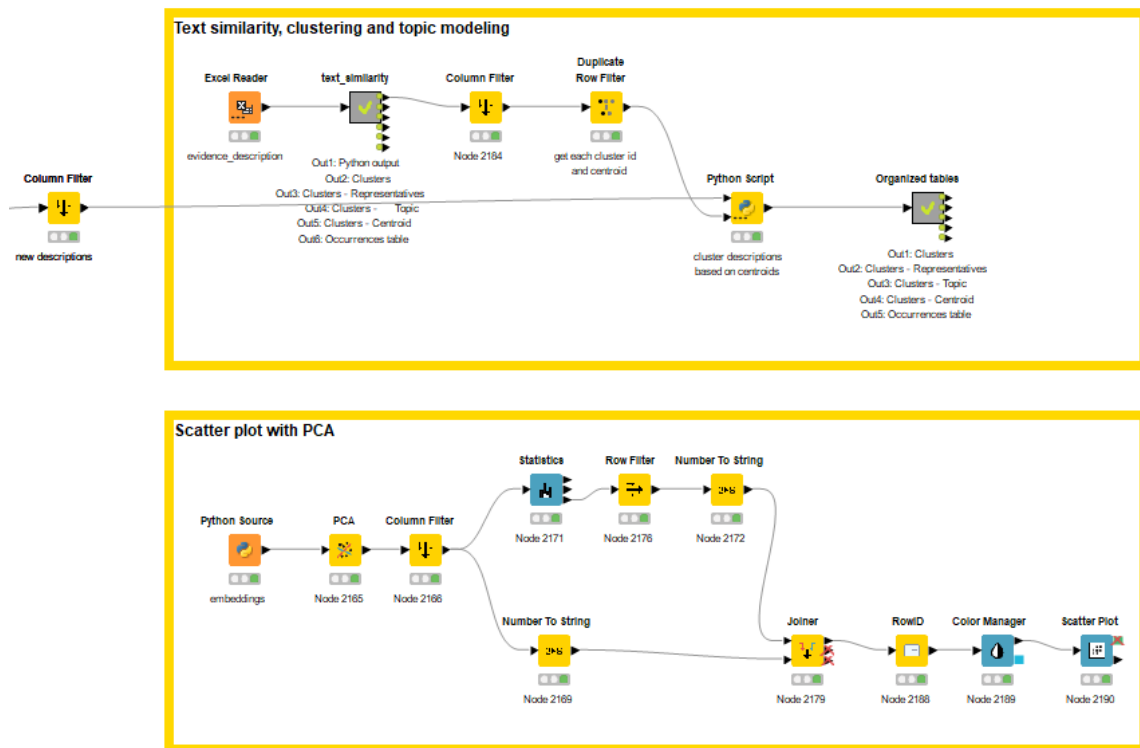 Text similarity, clustering and topic modeling
Excel Reader
evidence_description
text_similarity
Out1: Python output
Out2: Clusters
Out3: Clusters - Representatives
Out4: Clusters - Topic
Out5: Clusters - Centroid
Out6: Occurrences table
Column Filter
Node 2184
Duplicate
Row Filter
get each cluster id
and centroid
Column Filter
new descriptions
Python Script
cluster descriptions
based on centroids
Organized tables
Out1: Clusters
Out2: Clusters - Representatives
Out3: Clusters - Topic
Out4: Clusters - Centroid
Out5: Occurrences table
Scatter plot with PCA
Statistics
Node 2171
Row Filter
Node 2176
Number To String
Node 2172
Python Source
embeddings
PCA
Node 2165
Column Filter
Node 2166
Number To String
Node 2169
Joiner
Node 2179
RowID
Node 2188
Color Manager
Node 2189
Scatter Plot
Node 2190